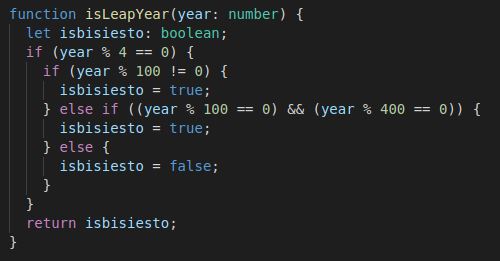 function isLeapYear(year: number) {
  let isbisiesto: boolean;
  if (year % 4 == 0) {
    if (year % 100 != 0) {
      isbisiesto = true;
    } else if ((year % 100 == 0) && (year % 400 == 0)) {
      isbisiesto = true;
    } else {
      isbisiesto = false;
    }
  }
  return isbisiesto;
}